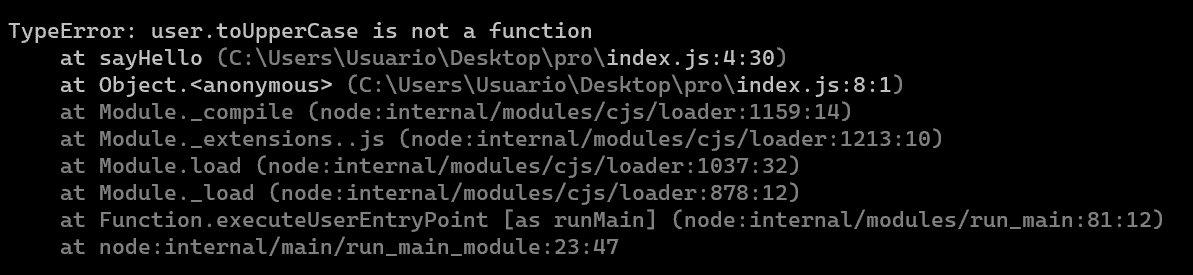 TypeError: user.toUpperCase is not a function
    at sayHello (C:\Users\Usuario\Desktop\pro\index.js:4:30)
    at Object.<anonymous> (C:\Users\Usuario\Desktop\pro\index.js:8:1)
    at Module._compile (node:internal/modules/cjs/loader:1159:14)
    at Module._extensions..js (node:internal/modules/cjs/loader:1213:10)
    at Module.load (node:internal/modules/cjs/loader:1037:32)
    at Module._load (node:internal/modules/cjs/loader:878:12)
    at Function.executeUserEntryPoint [as runMain] (node:internal/modules/run_main:81:12)
    at node:internal/main/run_main_module:23:47